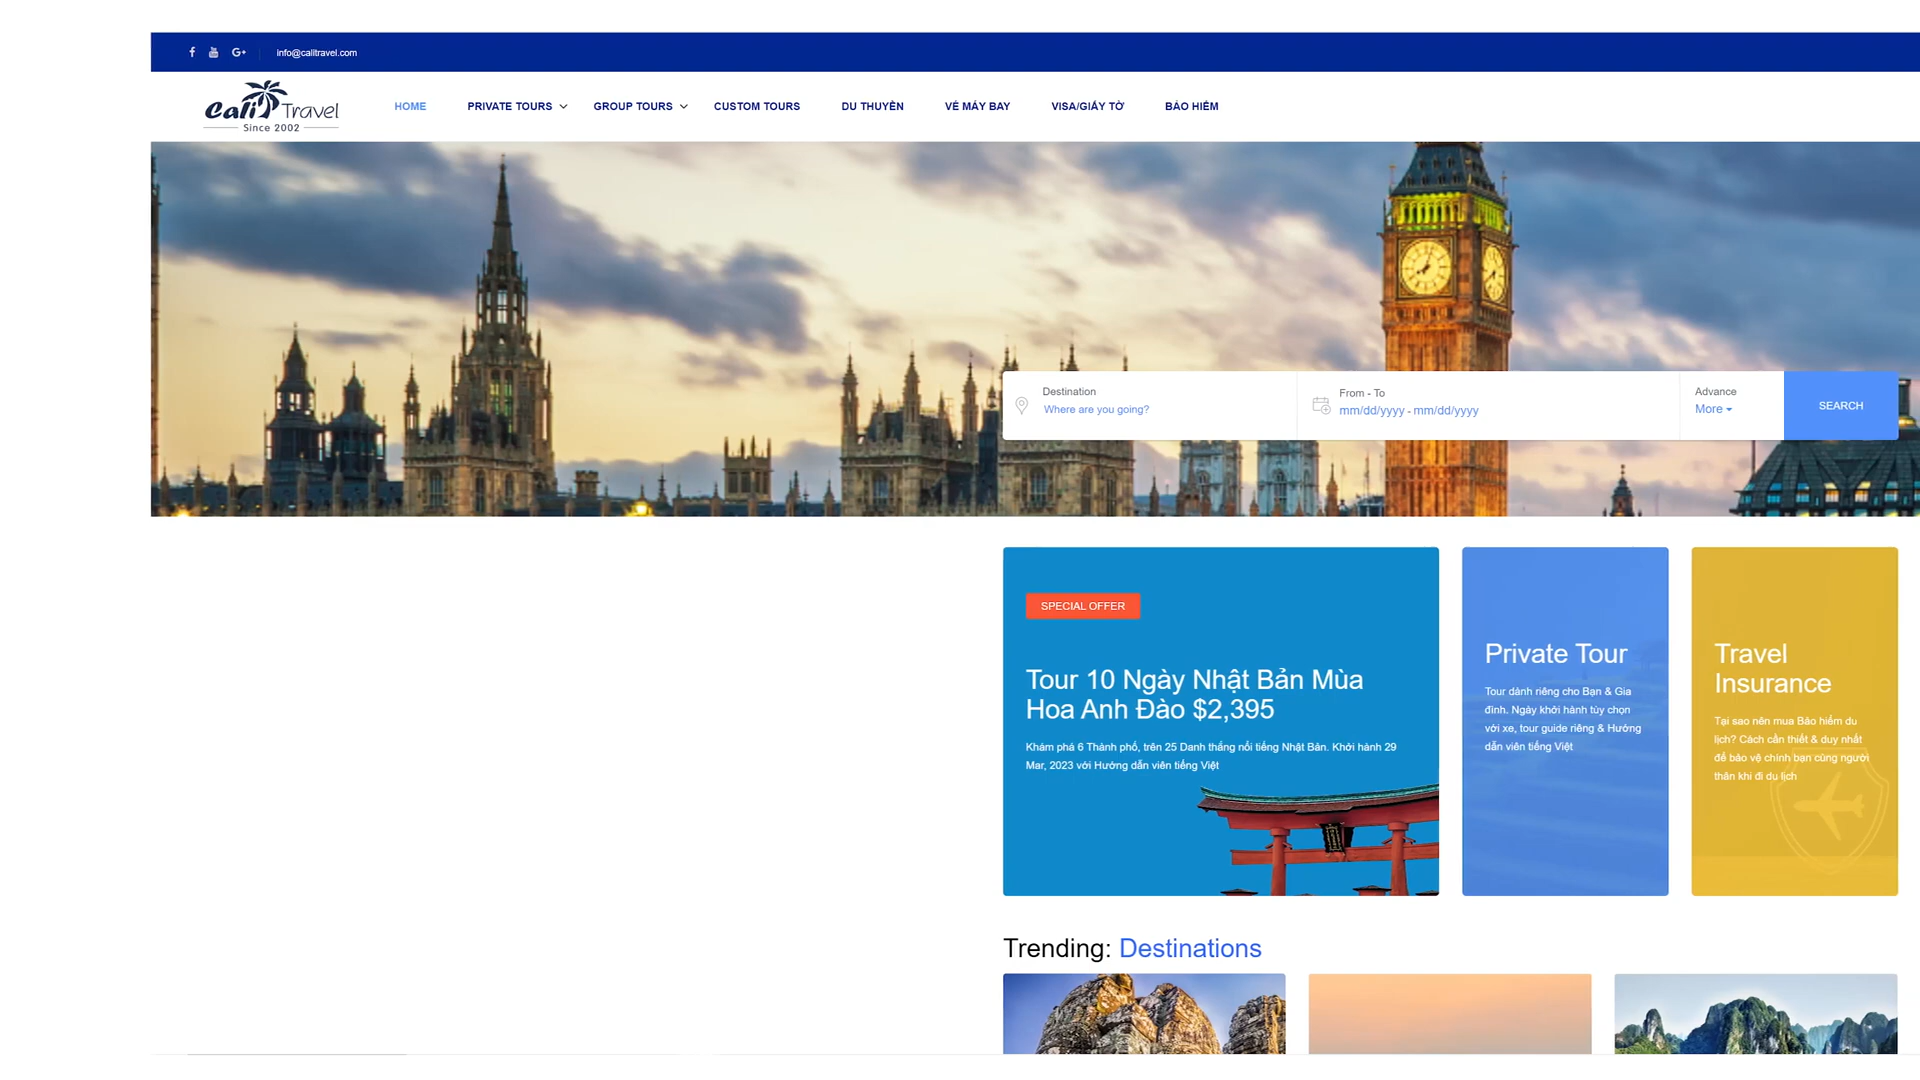 info@calitravel.com
Cali Travel
Since 2002
HOME
PRIVATE TOURS
GROUP TOURS
CUSTOM TOURS
DU THUYỀN
VÉ MÁY BAY
VISA/GIẤY TỜ
BẢO HIỂM
Destination
Where are you going?
From - To
mm/dd/yyyy - mm/dd/yyyy
Advance
More
SEARCH
SPECIAL OFFER
Tour 10 Ngày Nhật Bản Mùa
Hoa Anh Đào $2,395
Khám phá 6 Thành phố, trên 25 Danh thắng nổi tiếng Nhật Bản. Khởi hành 29
Mar, 2023 với Hướng dẫn viên tiếng Việt
Private Tour
Tour dành riêng cho Bạn & Gia
đình. Ngày khởi hành tùy chọn
với xe, tour guide riêng & Hướng
dẫn viên tiếng Việt
Travel
Insurance
Tại sao nên mua Bảo hiểm du
lịch? Cách cần thiết & duy nhất
để bảo vệ chính bạn cùng người
thân khi đi du lịch
Trending: Destinations